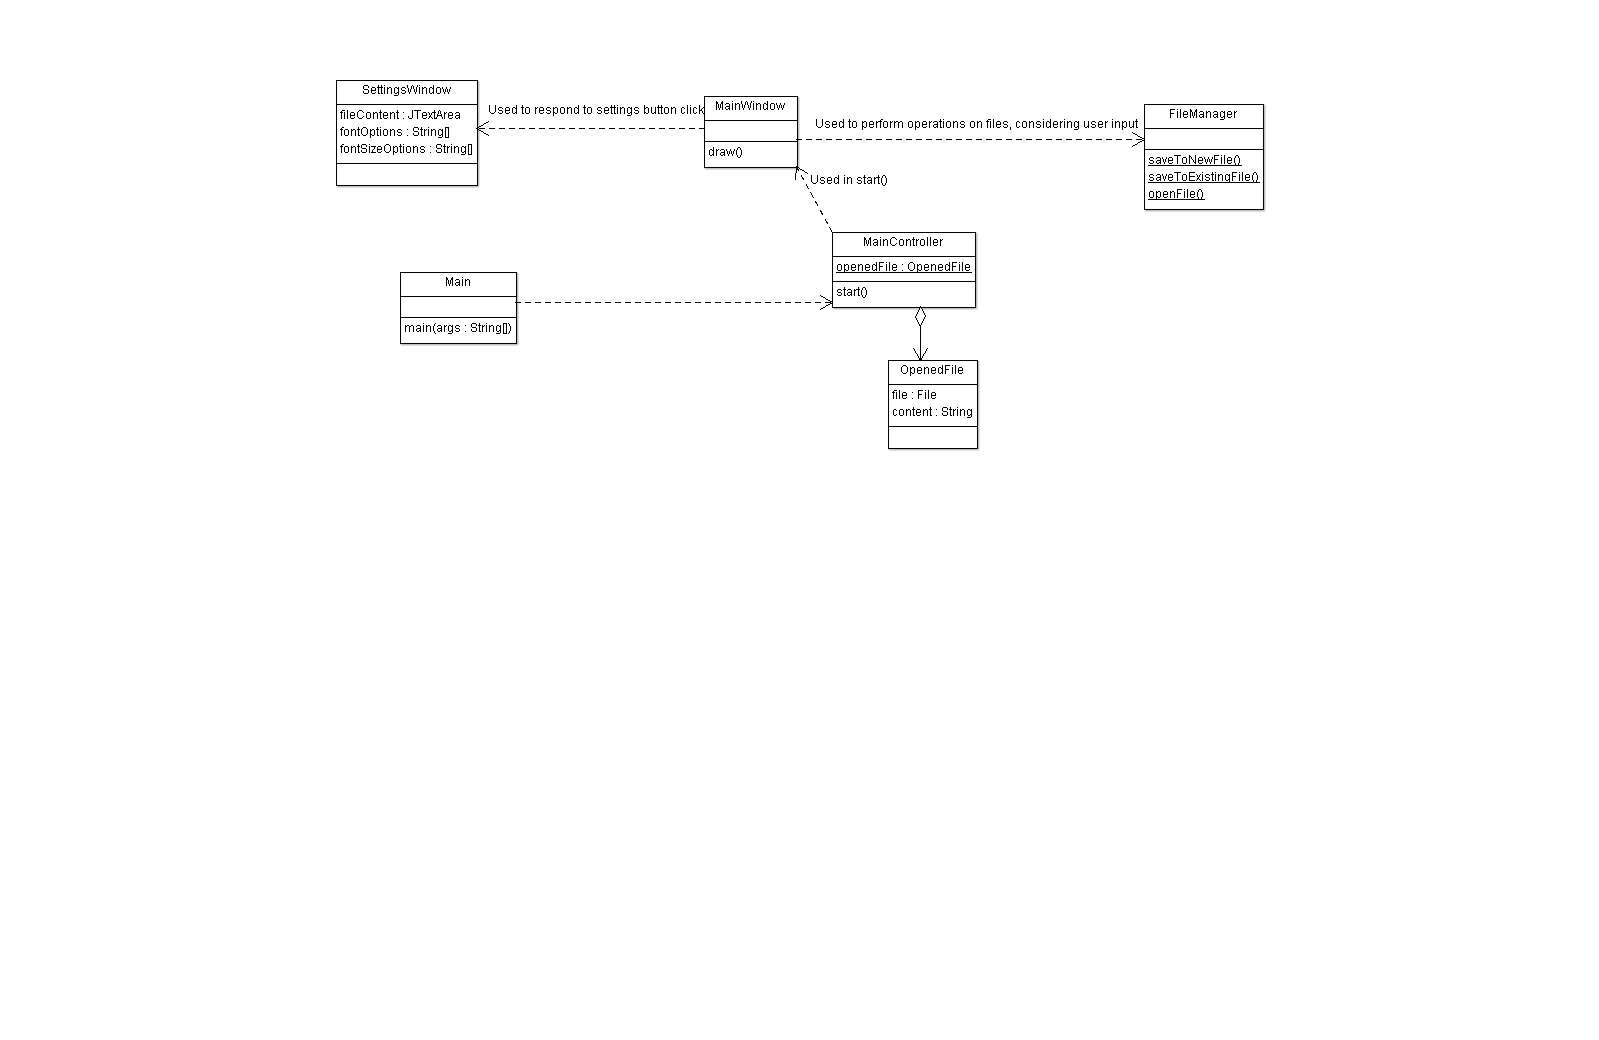 SettingsWindow
fileContent : JTextArea
fontOptions : String[]
fontSizeOptions : String[]
Used to respond to settings button click
MainWindow
draw()
Used to perform operations on files, considering user input
FileManager
saveToNewFile()
saveToExistingFile()
openFile()
Used in start()
MainController
openedFile : OpenedFile
start()
Main
main(args : String[])
OpenedFile
file : File
content : String